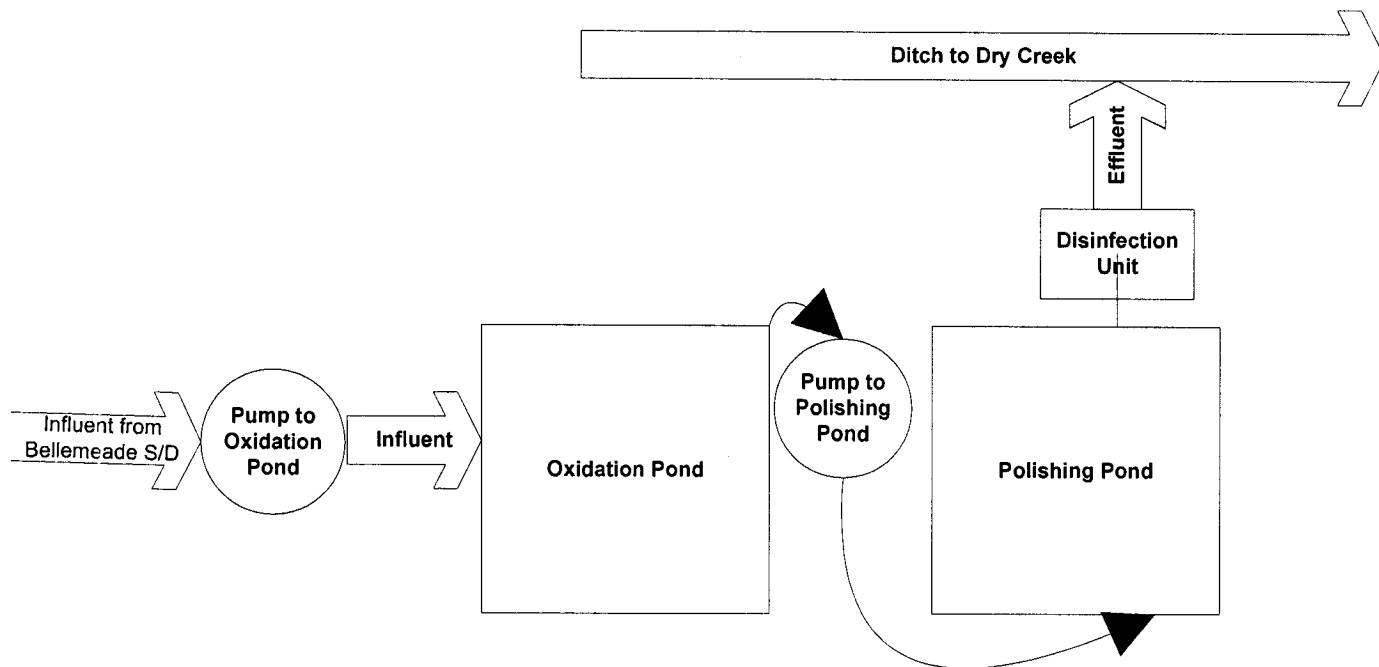 Ditch to Dry Creek
Effluent
Disinfection
Unit
Influent from
Bellemeade S/D
Pump to
Oxidation
Pond
Influent
Oxidation Pond
Pump to
Polishing
Pond
Polishing Pond